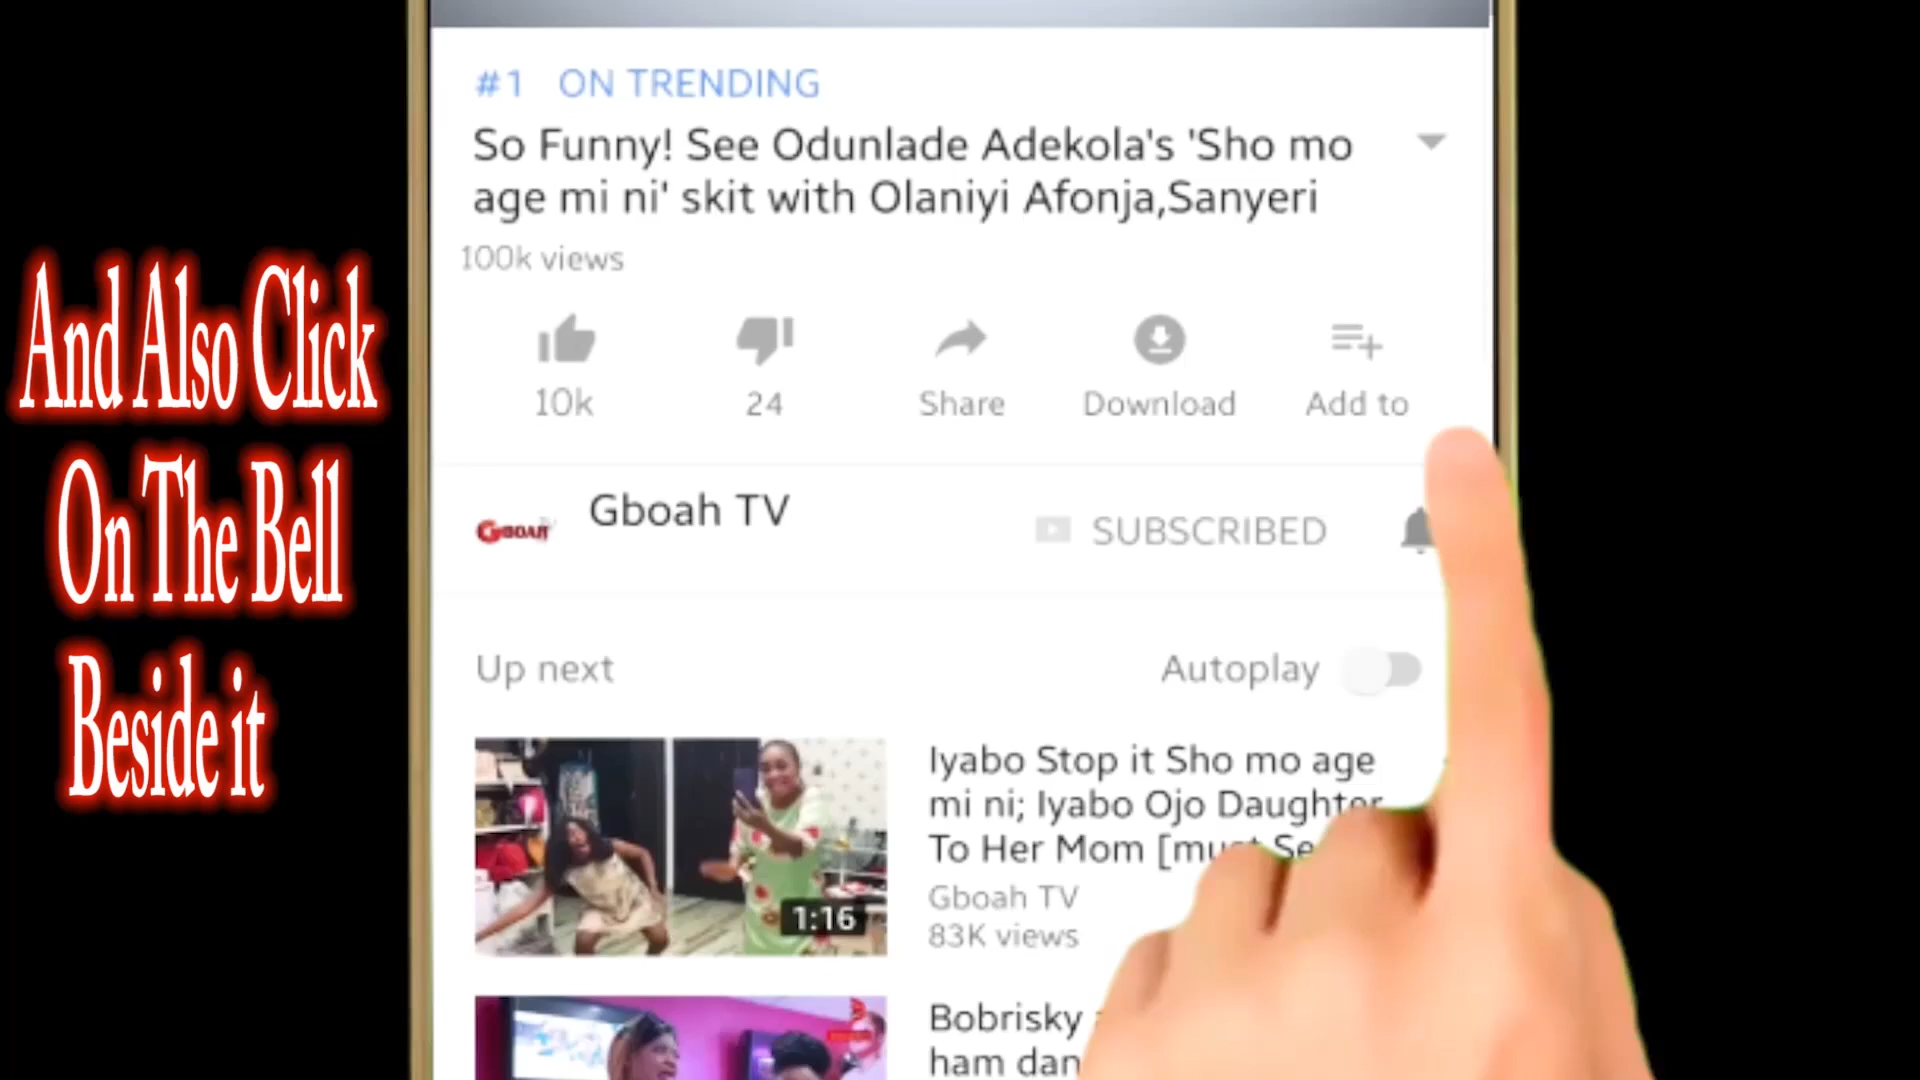 #1 ON TRENDING
So Funny! See Odunlade Adekola's 'Sho mo
age mi ni' skit with Olaniyi Afonja,Sanyeri
100k views
10k
24
Share
Download
Add to
And Also Click
On The Bell
Beside it
GBOAH TV
Gboah TV
SUBSCRIBED
Up next
Autoplay
1:16
Iyabo Stop it Sho mo age
mi ni; Iyabo Ojo Daughter
To Her Mom
Gboah TV
83K views
Bobrisky
ham